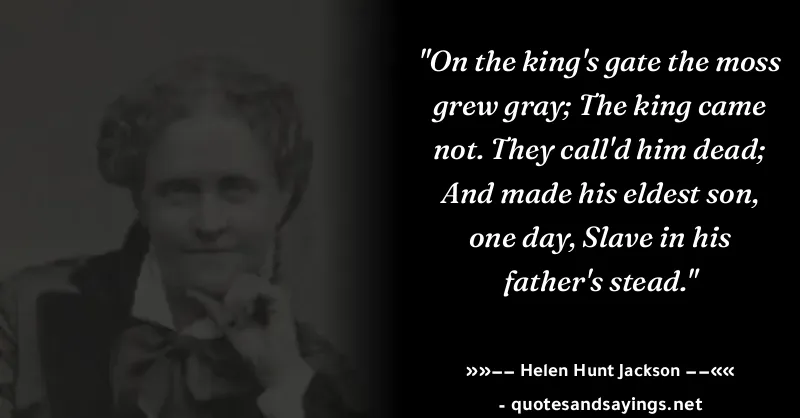 "On the king's gate the moss
grew gray; The king came
not. They call'd him dead;
And made his eldest son,
one day, Slave in his
father's stead."
»»–– Helen Hunt Jackson ––««
- quotesandsayings.net